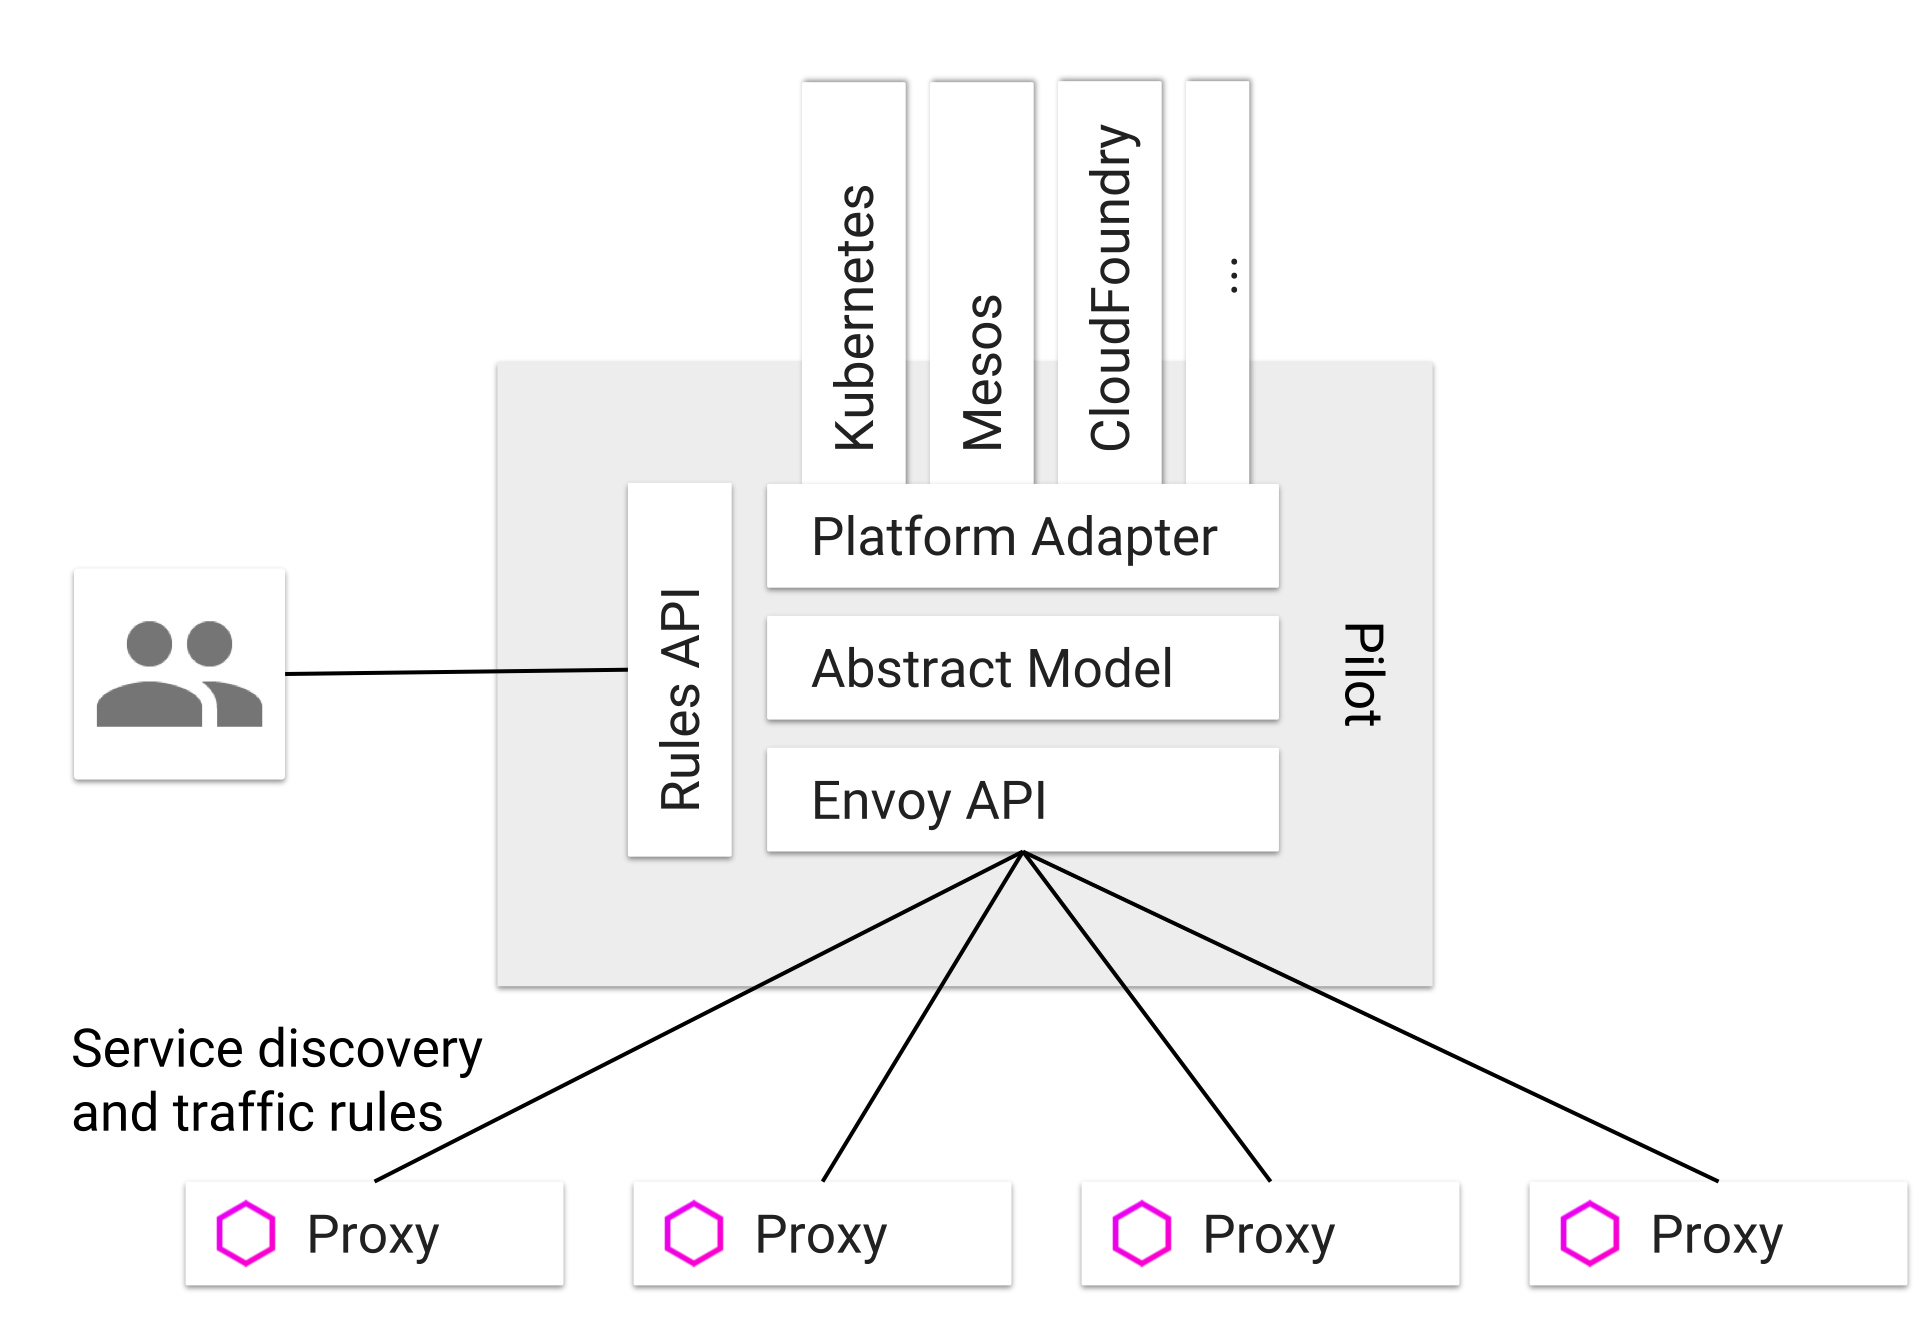 Kubernetes
Mesos
CloudFoundry
...
Platform Adapter
Rules API
Abstract Model
Pilot
Envoy API
Service discovery
and traffic rules
Proxy
Proxy
Proxy
Proxy